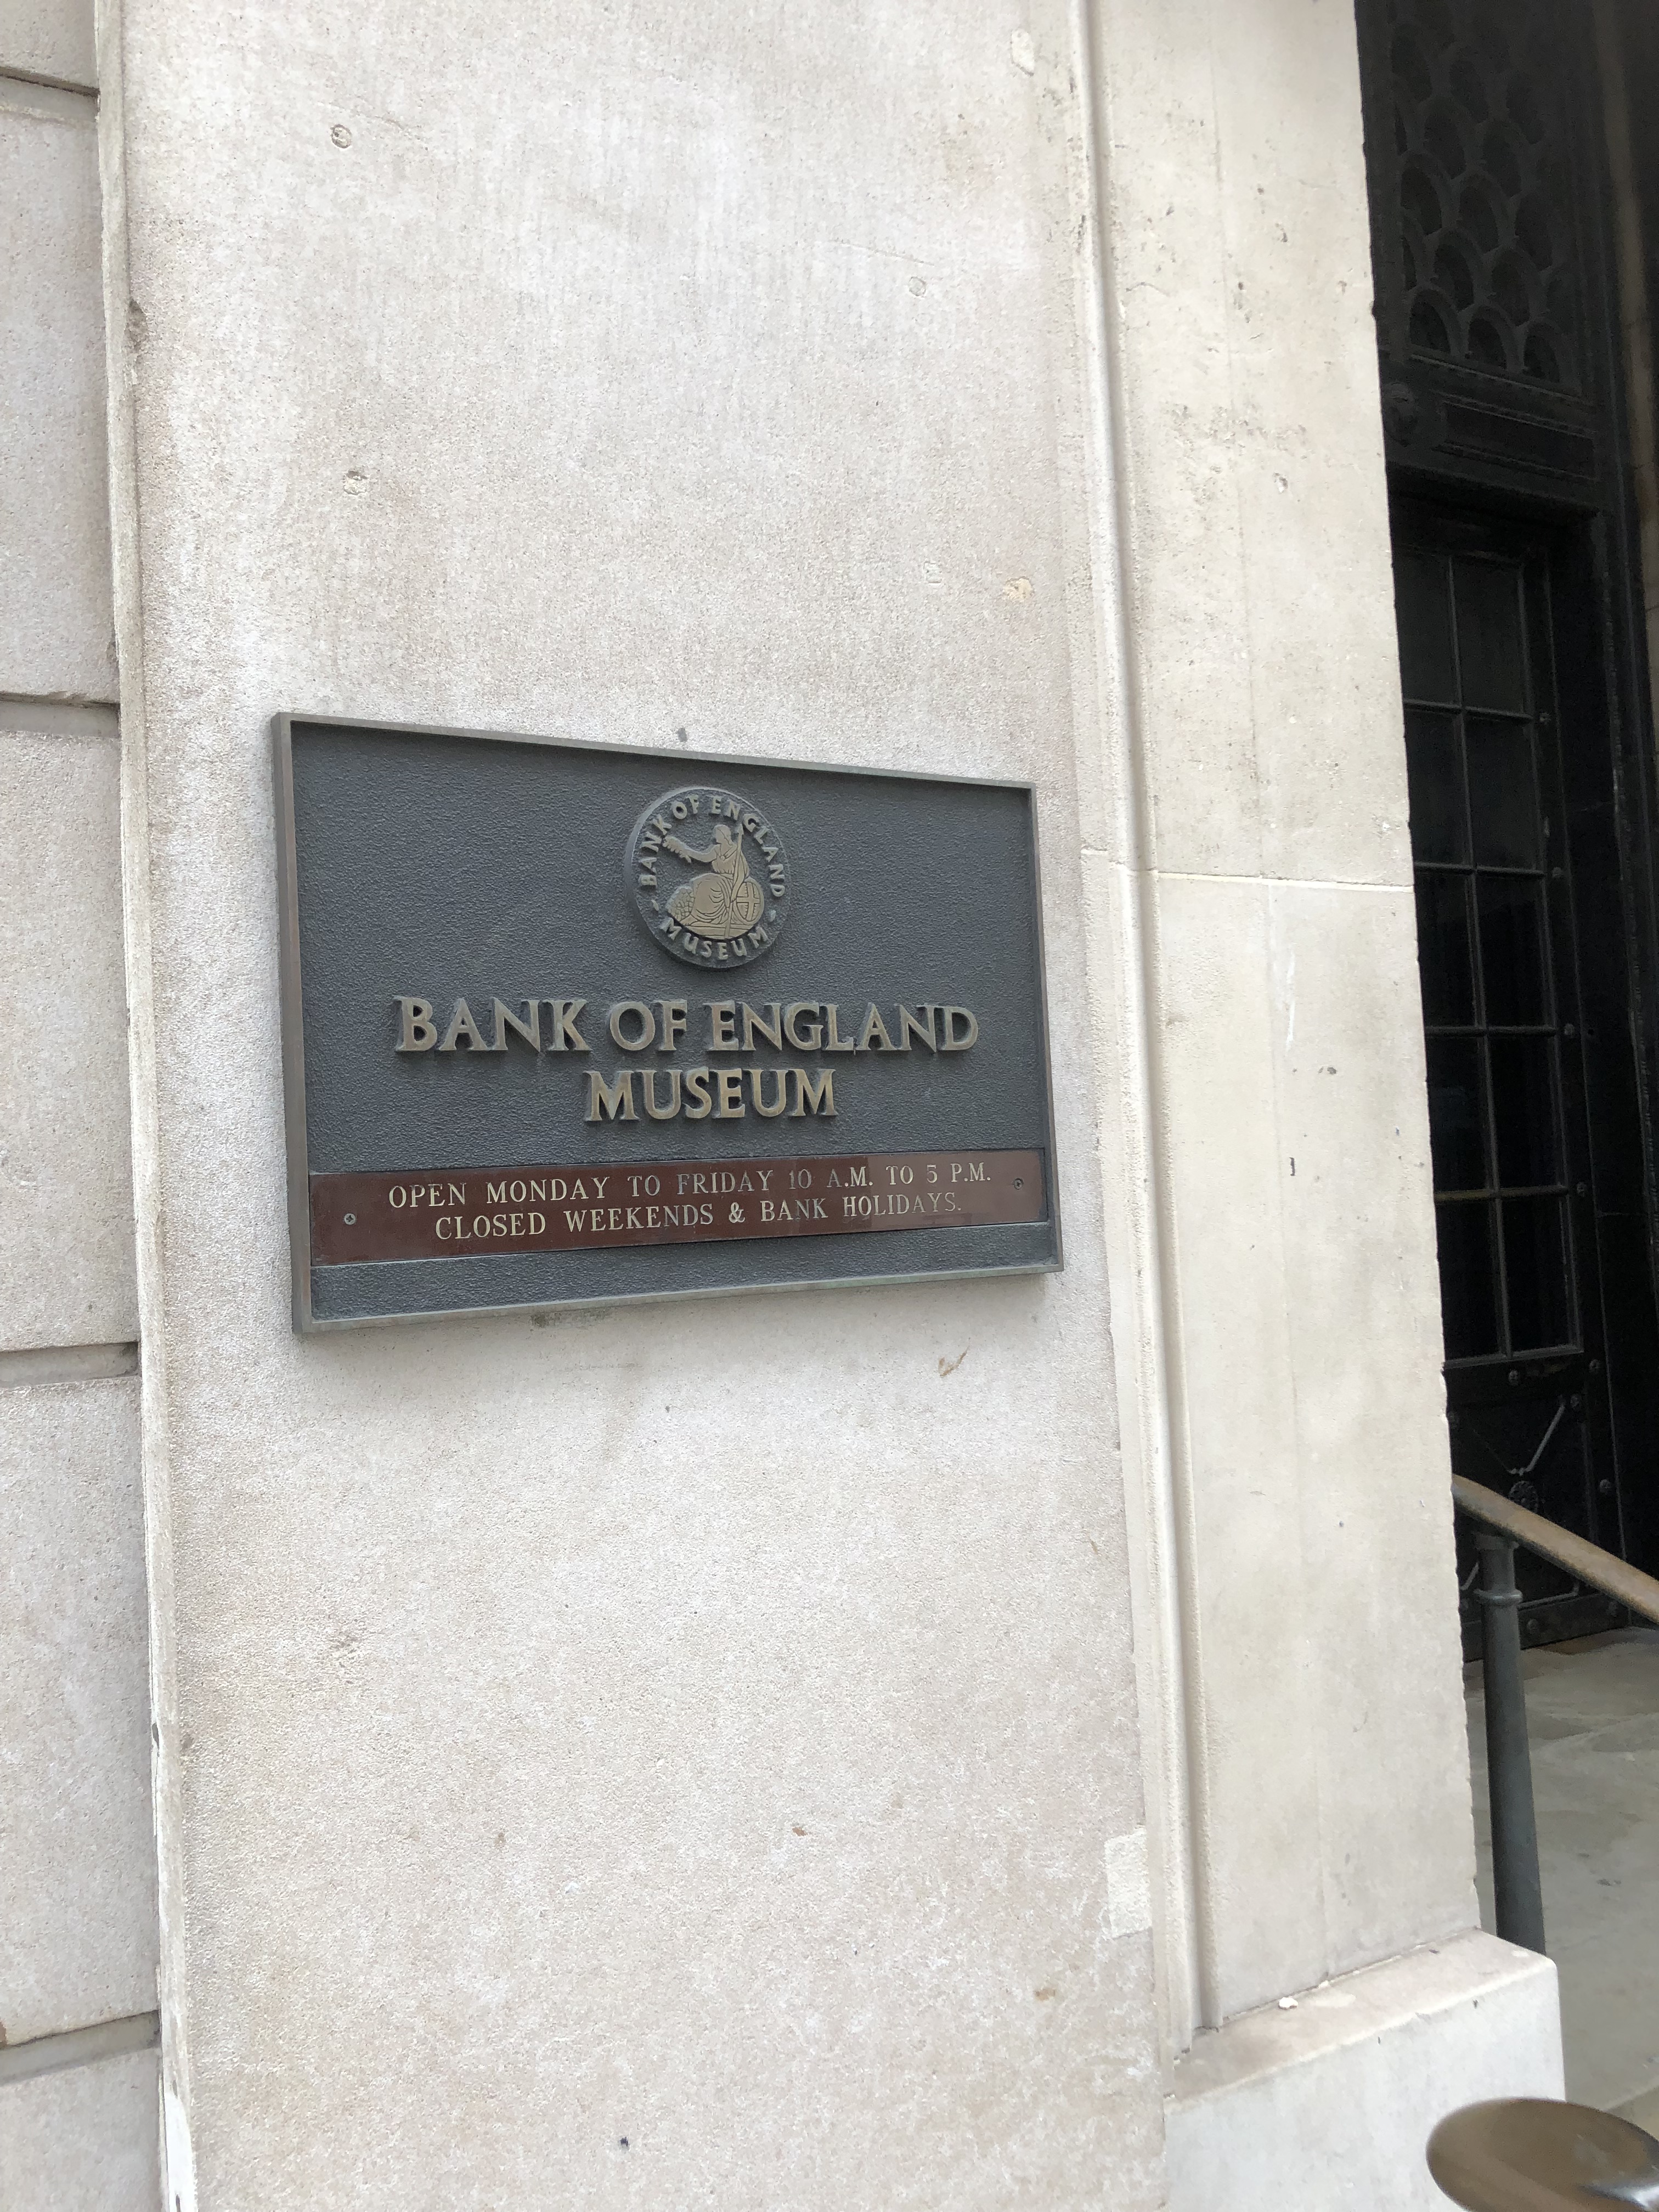 BANK OF ENGLAND
MUSEUM
BANK OF ENGLAND
MUSEUM
OPEN MONDAY TO FRIDAY 10 A.M. TO 5 P.M.
CLOSED WEEKENDS & BANK HOLIDAYS.